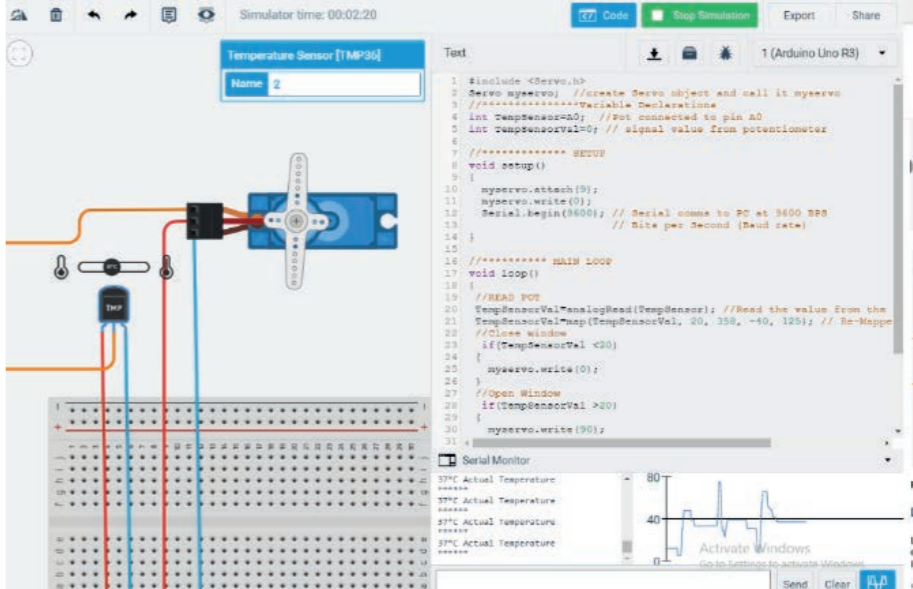 Simulator time: 00:02:20
Code
Stop Simulation
Export
Share
Temperature Sensor [TMP36]
Name 2
TMP
Text
1 (Arduino Uno R3)
1 #include <Servo.h>
2 Servo myservo; //create Servo object and call it myservo
3 //***************Variable Declarations
4 int TempSensor=A0; //Pot connected to pin A0
5 int TempSensorVal=0; // signal value from potentiometer
6
7 //************* SETUP
8 void setup()
9 {
10 myservo.attach(9);
11 myservo.write(0);
12 Serial.begin(9600); // Serial comms to PC at 9600 BPS
13 // Bits per Second (Baud rate)
14 }
15
16 //********** MAIN LOOP
17 void loop()
18 {
19 //READ POT
20 TempSensorVal=analogRead(TempSensor); //Read the value from the
21 TempSensorVal=map(TempSensorVal, 20, 358, -40, 125); // Re-Mappe
22 //Close window
23 if(TempSensorVal <20)
24 {
25 myservo.write(0);
26 }
27 //Open Window
28 if(TempSensorVal >20)
29 {
30 myservo.write(90);
31
Serial Monitor
37°C Actual Temperature
******
37°C Actual Temperature
******
37°C Actual Temperature
******
37°C Actual Temperature
******
80
40
0
Activate Windows
Go to Settings to activate Windows.
Send
Clear